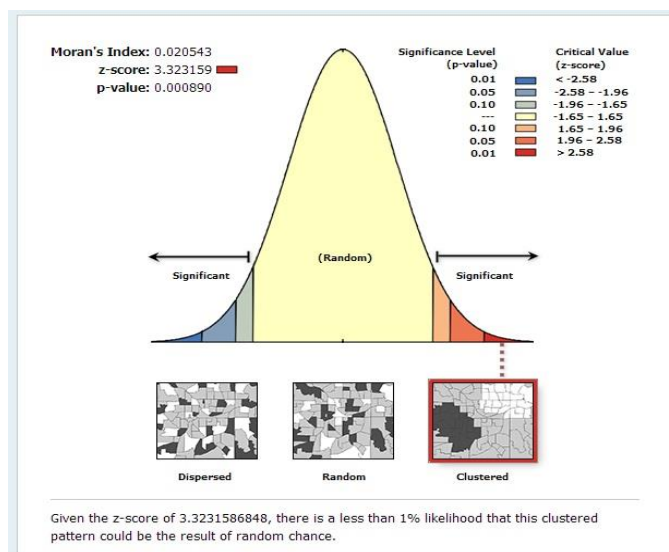 Moran's Index: 0.020543
z-score: 3.323159
p-value: 0.000890
Significance Level
(p-value)
Critical Value
(z-score)
0.01 < -2.58
0.05 -2.58 – -1.96
0.10 -1.96 – -1.65
--- -1.65 – 1.65
0.10 1.65 – 1.96
0.05 1.96 – 2.58
0.01 > 2.58
(Random)
Significant Significant
Dispersed Random Clustered
Given the z-score of 3.3231586848, there is a less than 1% likelihood that this clustered
pattern could be the result of random chance.